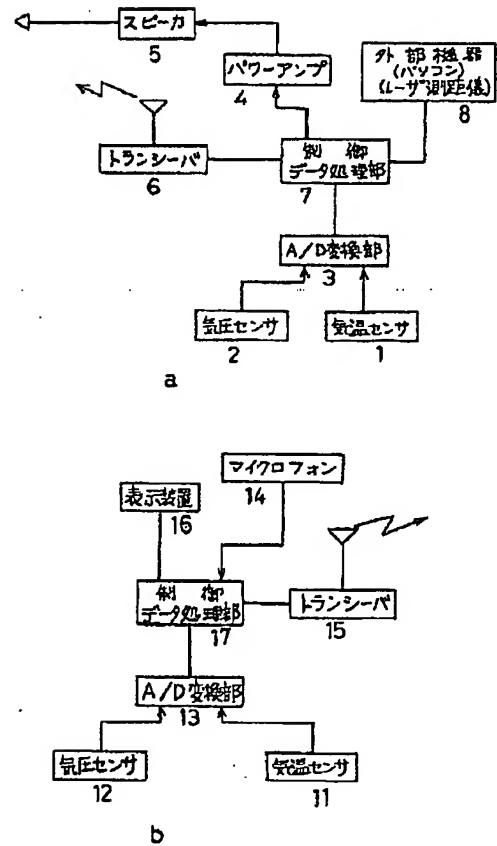 スピーカ
5
パワーアンプ
4
外部機器
(パソコン)
(レーザ測距儀)
8
トランシーバ
6
制御
データ処理部
7
A/D変換部
3
気圧センサ
2
気温センサ
1
a
マイクロフォン
14
表示装置
16
制御
データ処理部
17
トランシーバ
15
A/D変換部
13
気圧センサ
12
気温センサ
11
b